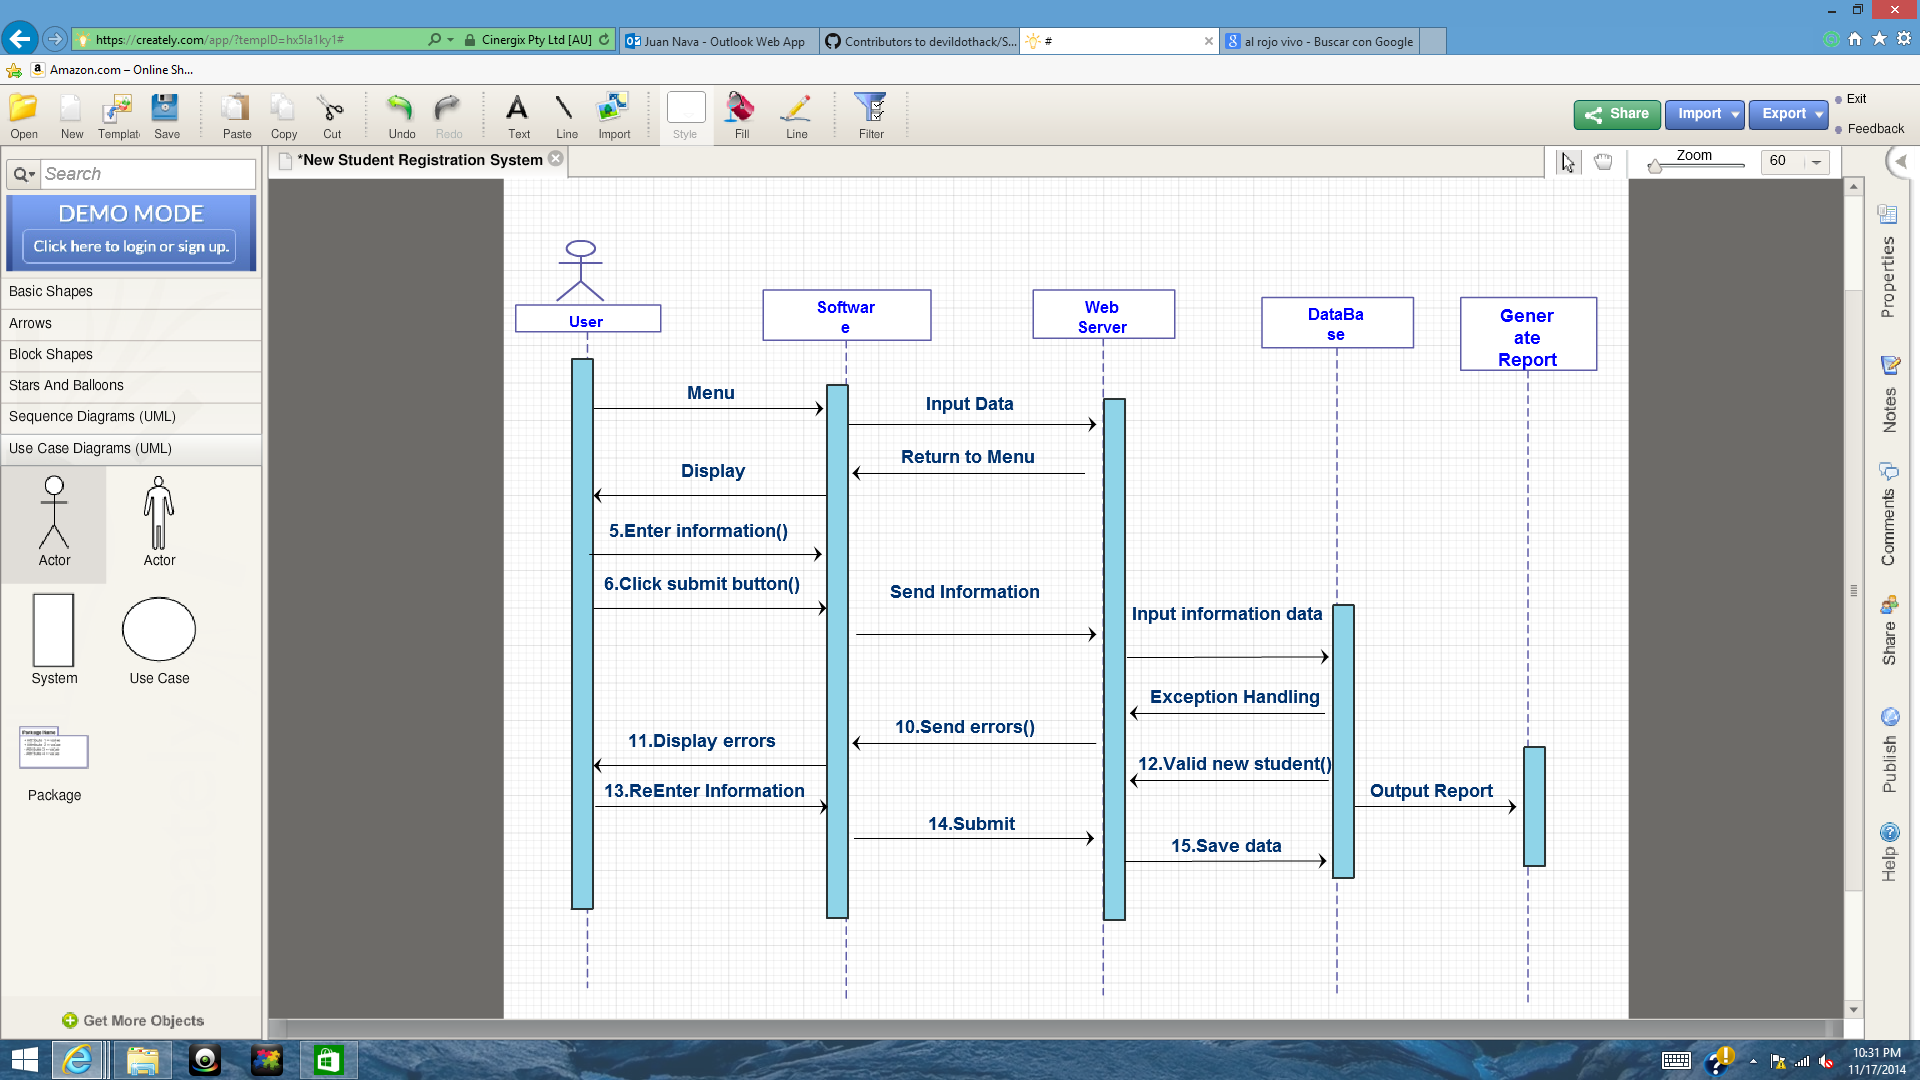 https://creately.com/app/?tempID=hx5la1ky1#
Cinergix Pty Ltd [AU]
Juan Nava - Outlook Web App
Contributors to devildothack/S...
#
al rojo vivo - Buscar con Google
Amazon.com – Online Sh...
Open
New
Templat
Save
Paste
Copy
Cut
Undo
Redo
Text
Line
Import
Style
Fill
Line
Filter
Share
Import
Export
Exit
Feedback
Search
*New Student Registration System
Zoom
60
DEMO MODE
Click here to login or sign up.
Basic Shapes
Arrows
Block Shapes
Stars And Balloons
Sequence Diagrams (UML)
Use Case Diagrams (UML)
Actor
Actor
System
Use Case
Package Name
Package
Get More Objects
User
Softwar
e
Web
Server
DataBa
se
Gener
ate
Report
Menu
Input Data
Return to Menu
Display
5.Enter information()
6.Click submit button()
Send Information
Input information data
Exception Handling
10.Send errors()
11.Display errors
12.Valid new student()
13.ReEnter Information
Output Report
14.Submit
15.Save data
Properties
Notes
Comments
Share
Publish
Help
10:31 PM
11/17/2014